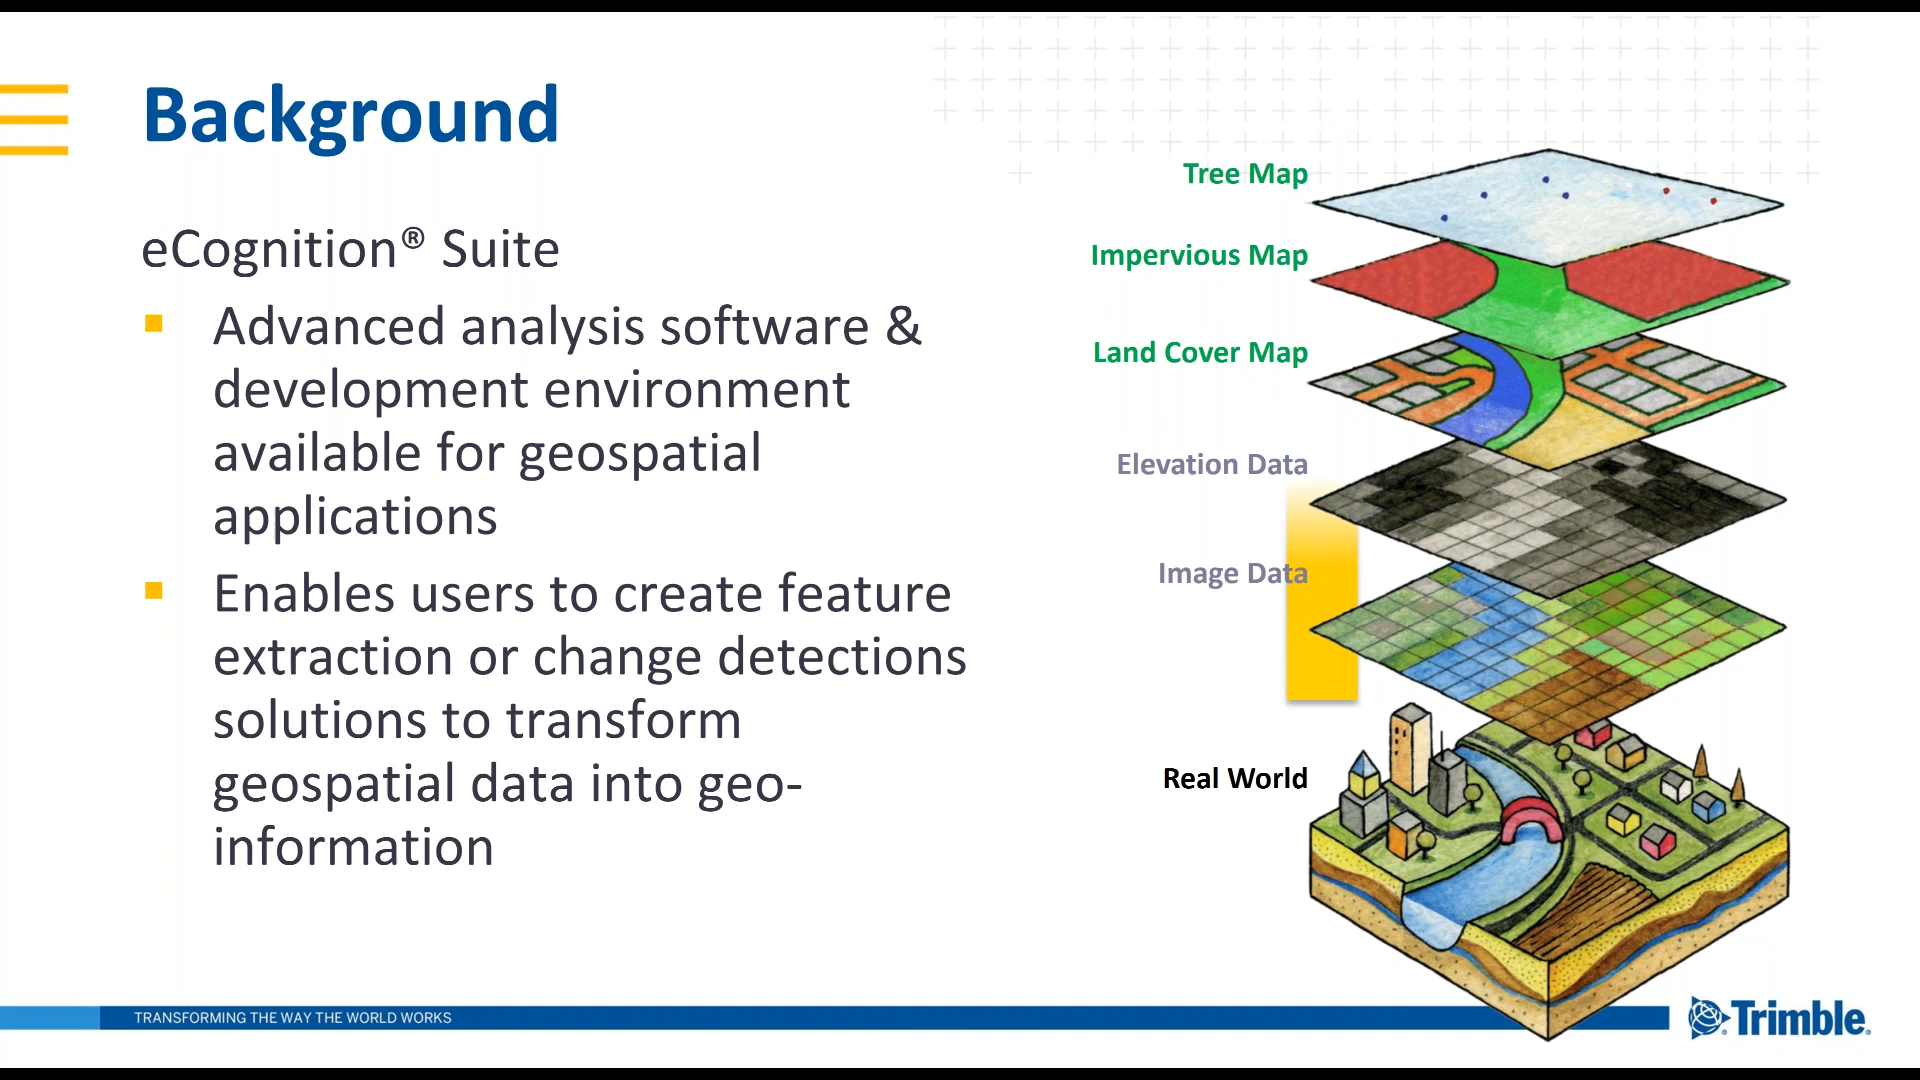 Background
eCognition® Suite
Advanced analysis software &
development environment
available for geospatial
applications
Enables users to create feature
extraction or change detections
solutions to transform
geospatial data into geo-
information
Tree Map
Impervious Map
Land Cover Map
Elevation Data
Image Data
Real World
TRANSFORMING THE WAY THE WORLD WORKS
Trimble